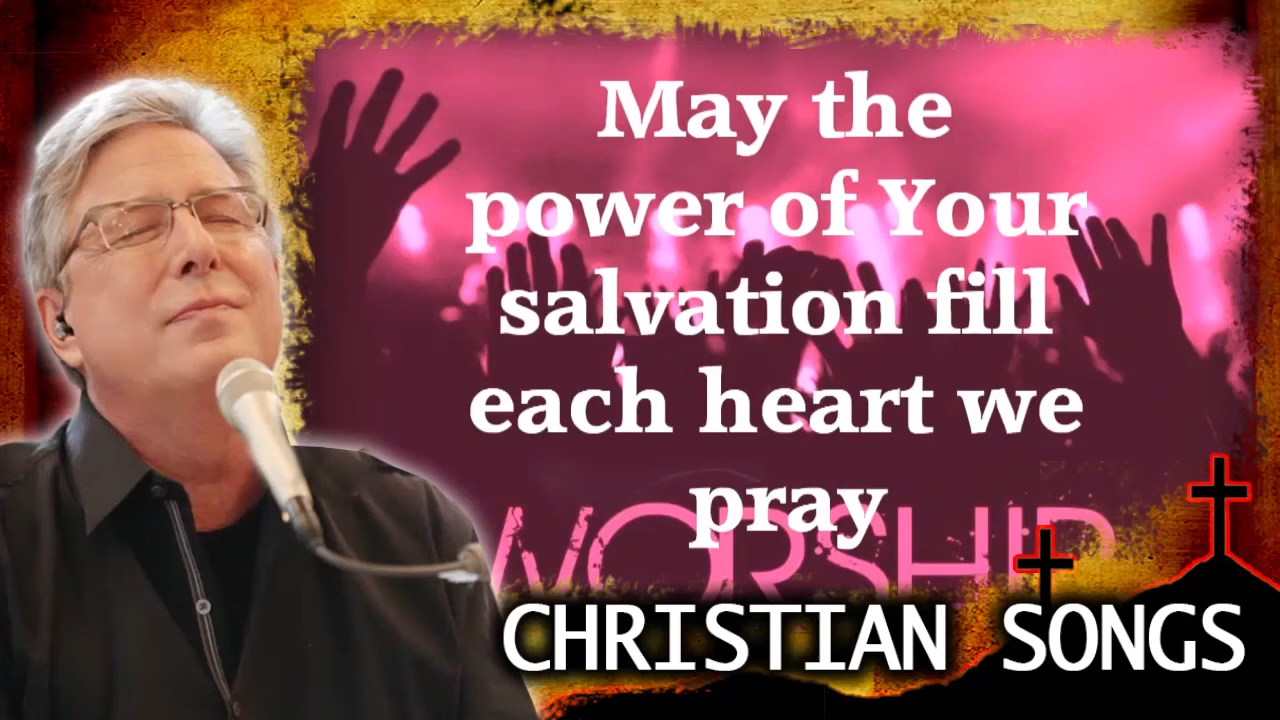 May the
power of Your
salvation fill
each heart we
pray
WORSHIP
CHRISTIAN SONGS